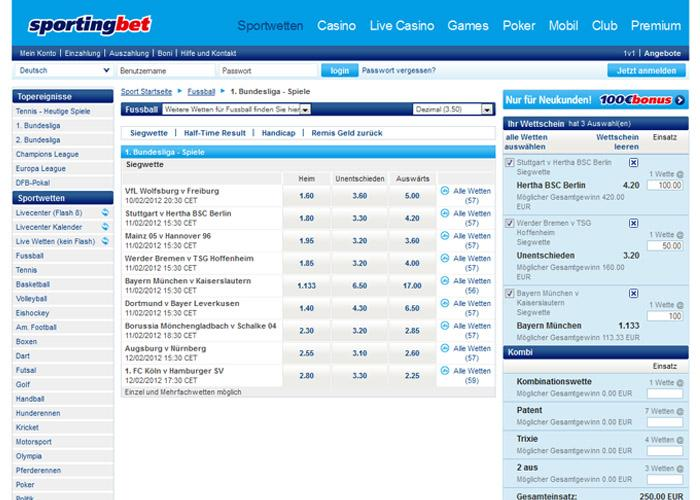 sportingbet
Sportwetten Casino Live Casino Games Poker Mobil Club Premium
Mein Konto | Einzahlung | Auszahlung | Boni | Hilfe und Kontakt
1v1 | Angebote
Deutsch Benutzername Passwort login Passwort vergessen? Jetzt anmelden
Topereignisse
Tennis - Heutige Spiele
1. Bundesliga
2. Bundesliga
Champions League
Europa League
DFB-Pokal
Sportwetten
Livecenter (Flash 8)
Livecenter Kalender
Live Wetten (kein Flash)
Fussball
Tennis
Basketball
Volleyball
Eishockey
Am. Football
Boxen
Dart
Futsal
Golf
Handball
Hunderennen
Kricket
Motorsport
Olympia
Pferderennen
Poker
Politik
Sport Startseite Fussball 1. Bundesliga - Spiele
Fussball Weitere Wetten für Fussball finden Sie hier Dezimal (3.50)
Siegwette | Half-Time Result | Handicap | Remis Geld zurück
1. Bundesliga - Spiele
Siegwette
Heim Unentschieden Auswärts
VfL Wolfsburg v Freiburg
10/02/2012 20:30 CET
1.60 3.60 5.00 Alle Wetten
(57)
Stuttgart v Hertha BSC Berlin
11/02/2012 15:30 CET
1.80 3.30 4.20 Alle Wetten
(57)
Mainz 05 v Hannover 96
11/02/2012 15:30 CET
1.95 3.20 3.60 Alle Wetten
(57)
Werder Bremen v TSG Hoffenheim
11/02/2012 15:30 CET
1.85 3.20 4.00 Alle Wetten
(57)
Bayern München v Kaiserslautern
11/02/2012 15:30 CET
1.133 6.50 17.00 Alle Wetten
(56)
Dortmund v Bayer Leverkusen
11/02/2012 15:30 CET
1.40 4.30 6.50 Alle Wetten
(57)
Borussia Mönchengladbach v Schalke 04
11/02/2012 18:30 CET
2.30 3.20 2.85 Alle Wetten
(57)
Augsburg v Nürnberg
12/02/2012 15:30 CET
2.55 3.10 2.60 Alle Wetten
(57)
1. FC Köln v Hamburger SV
12/02/2012 17:30 CET
2.80 3.30 2.25 Alle Wetten
(59)
Einzel und Mehrfachwetten möglich
Nur für Neukunden! 100€bonus
Ihr Wettschein hat 3 Auswahl(en)
alle Wetten Wettschein Einsatz
auswählen leeren
Stuttgart v Hertha BSC Berlin
Siegwette 1 Wette @
Hertha BSC Berlin 4.20 100.00
Möglicher Gesamtgewinn 420.00
EUR
Werder Bremen v TSG
Hoffenheim
Siegwette 1 Wette @
Unentschieden 3.20 50.00
Möglicher Gesamtgewinn 160.00
EUR
Bayern München v
Kaiserslautern
Siegwette 1 Wette @
Bayern München 1.133 100
Möglicher Gesamtgewinn 113.33 EUR
Kombi
Einsatz
Kombinationswette 1 Wette @
Möglicher Gesamtgewinn 0.00 EUR
Patent 7 Wetten @
Möglicher Gesamtgewinn 0.00 EUR
Trixie 4 Wetten @
Möglicher Gesamtgewinn 0.00 EUR
2 aus 3 Wetten @
Möglicher Gesamtgewinn 0.00 EUR
Gesamteinsatz: 250.00 EUR